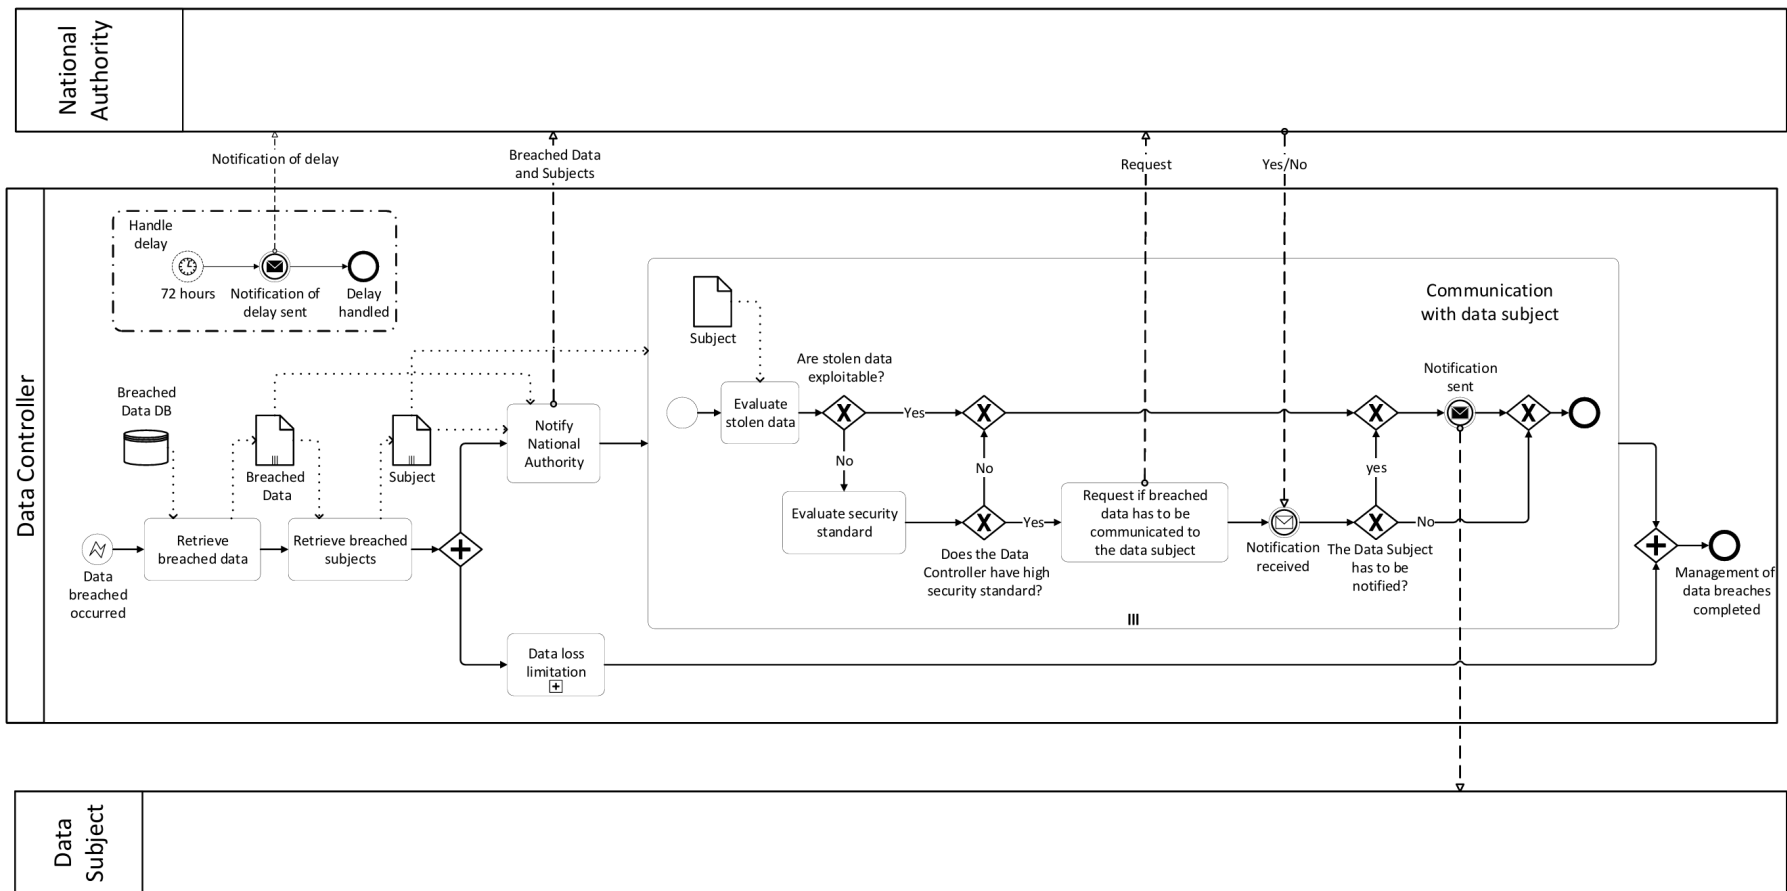 National
Authority
Notification of delay
Breached Data
and Subjects
Request
Yes/No
Data Controller
Handle
delay
72 hours
Notification of
delay sent
Delay
handled
Communication
with data subject
Subject
Are stolen data
exploitable?
Notification
sent
Breached
Data DB
Evaluate
stolen data
Yes
Notify
National
Authority
Breached
Data
Subject
No
No
yes
Evaluate security
standard
Yes
Request if breached
data has to be
communicated to
the data subject
No
Retrieve
breached data
Retrieve breached
subjects
Does the Data
Controller have high
security standard?
Notification
received
The Data Subject
has to be
notified?
Data
breached
occurred
Management of
data breaches
completed
Data loss
limitation
Data
Subject